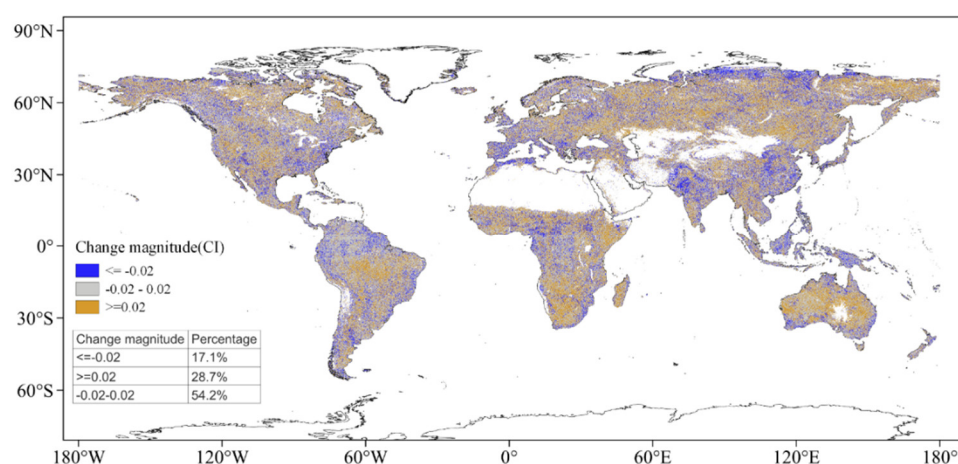 90°N
60°N
30°N
0°
30°S
60°S
Change magnitude(CI)
<= -0.02
-0.02 - 0.02
>=0.02
Change magnitude Percentage
<=-0.02 17.1%
>=0.02 28.7%
-0.02-0.02 54.2%
180°W 120°W 60°W 0° 60°E 120°E 180°